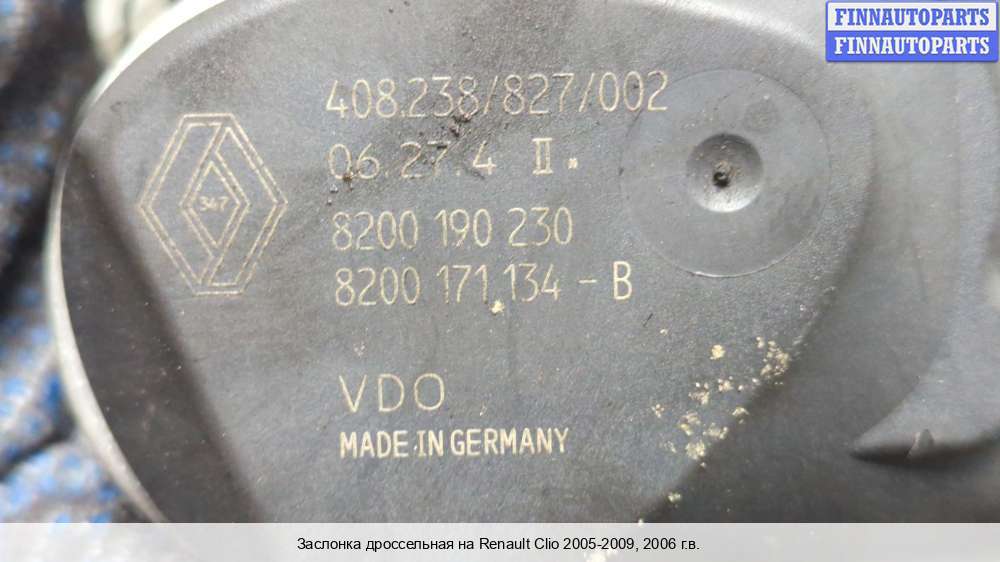 FINNAUTOPARTS
FINNAUTOPARTS
408.238/827/002
06.27.4 II.
347
8200 190 230
8200 171 134 - B
VDO
MADE IN GERMANY
Заслонка дроссельная на Renault Clio 2005-2009, 2006 г.в.